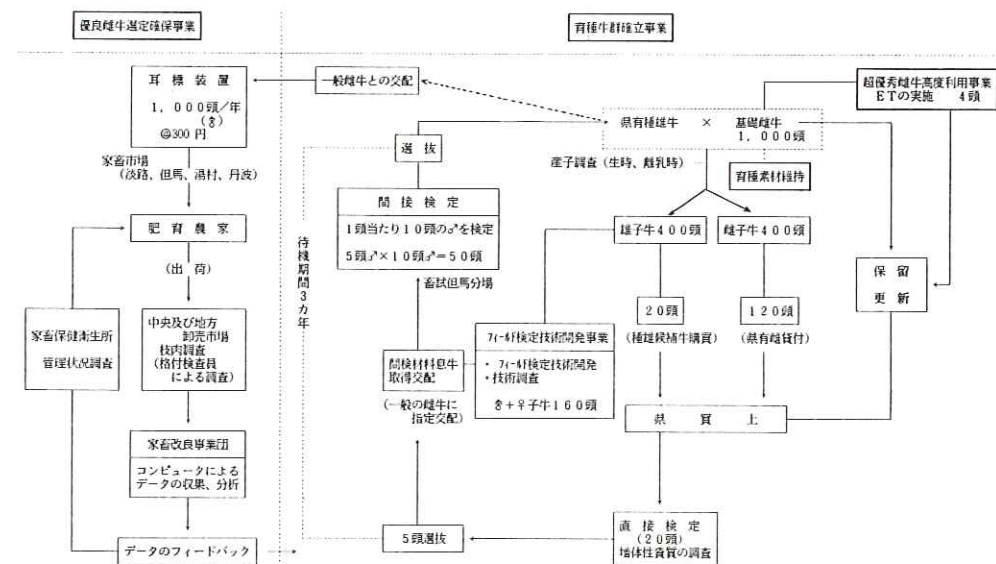 優良雌牛選定確保事業
育種牛群確立事業
耳標装置
1,000頭/年
(含)
@300円
一般雌牛との交配
超優秀雌牛高度利用事業
ETの実施 4頭
県有種雄牛 × 基礎雌牛
1,000頭
選抜
産子調査(生時、離乳時)
育種素材維持
家畜市場
(淡路、但馬、湯村、丹波)
間接検定
1頭当たり10頭の♂を検定
5頭♂×10頭♂=50頭
雄子牛400頭
雌子牛400頭
肥育農家
待機期間3カ年
畜試但馬分場
保留
更新
(出荷)
20頭
120頭
(種雄候補牛購買)
(県有雌貸付)
家畜保健衛生所
管理状況調査
中央及び地方
卸売市場
枝肉調査
(格付検査員
による調査)
フィールド検定技術開発事業
・フィールド検定技術開発
・技術調査
♂+♀子牛160頭
間検材料息牛
取得交配
(一般の雌牛に
指定交配)
県買上
家畜改良事業団
コンピュータによる
データの収果、分析
5頭選抜
直接検定
(20頭)
増体性資質の調査
データのフィードバック